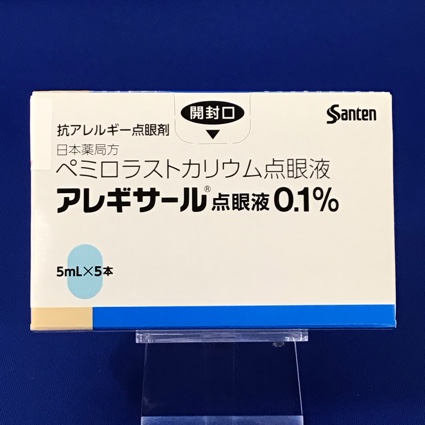 開封口
Santen
抗アレルギー点眼剤
日本薬局方
ペミロラストカリウム点眼液
アレギサール®点眼液0.1%
5mL×5本